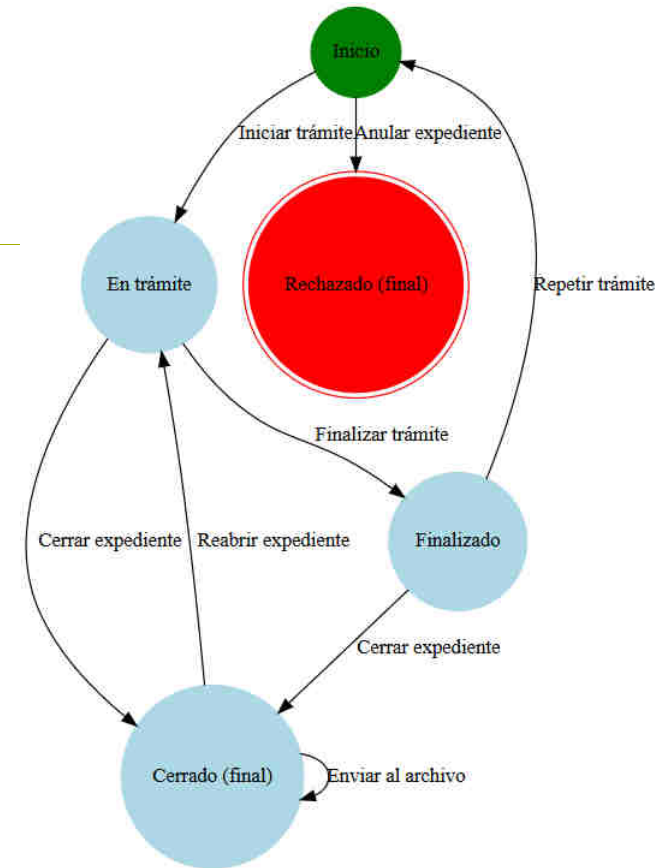 Inicio
Iniciar trámite
Anular expediente
En trámite
Rechazado (final)
Repetir trámite
Finalizar trámite
Cerrar expediente
Reabrir expediente
Finalizado
Cerrar expediente
Cerrado (final)
Enviar al archivo